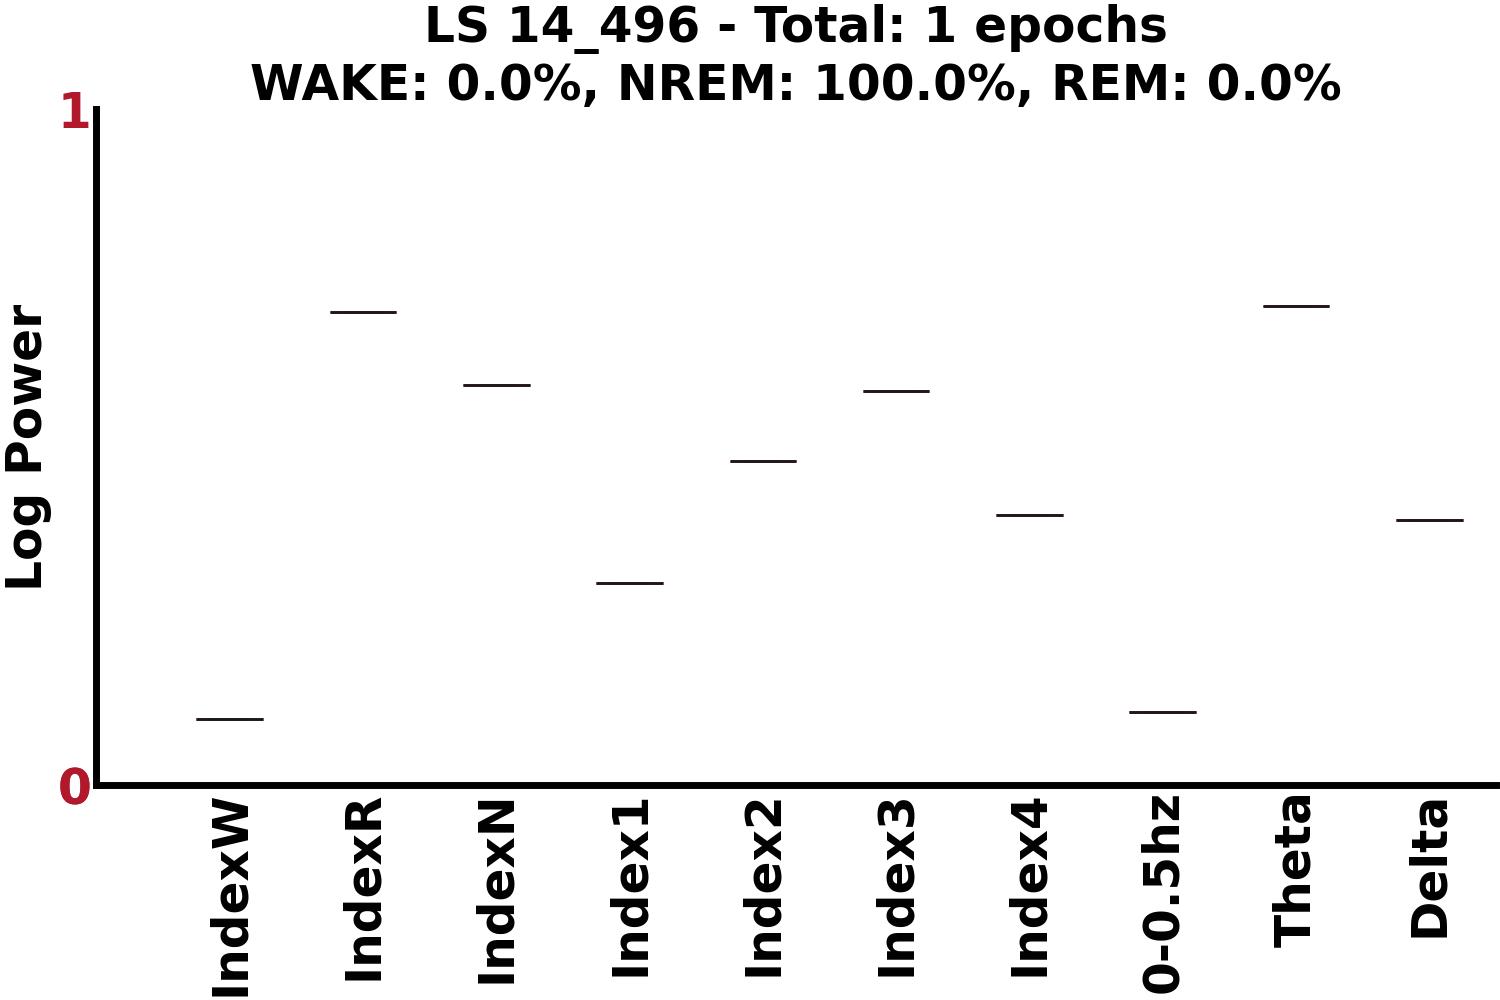 LS 14_496 - Total: 1 epochs
WAKE: 0.0%, NREM: 100.0%, REM: 0.0%
1
Log Power
0
IndexW
IndexR
IndexN
Index1
Index2
Index3
Index4
0-0.5hz
Theta
Delta